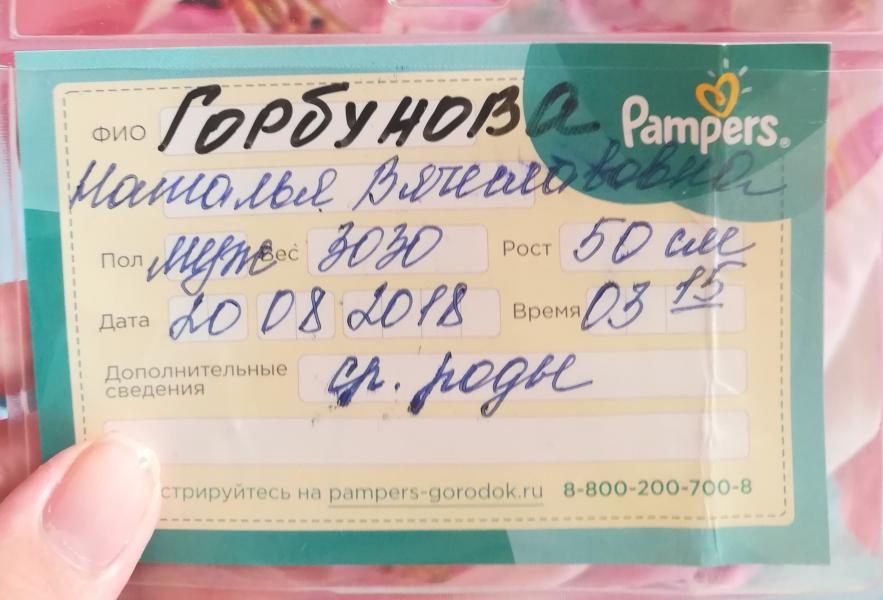 ФИО Горбунова Pampers®
Наталья Вячеславовна
Пол муж Вес 3030 Рост 50 см
Дата 20 08 2018 Время 03 15
Дополнительные сведения ср. роды
стрируйтесь на pampers-gorodok.ru 8-800-200-700-8